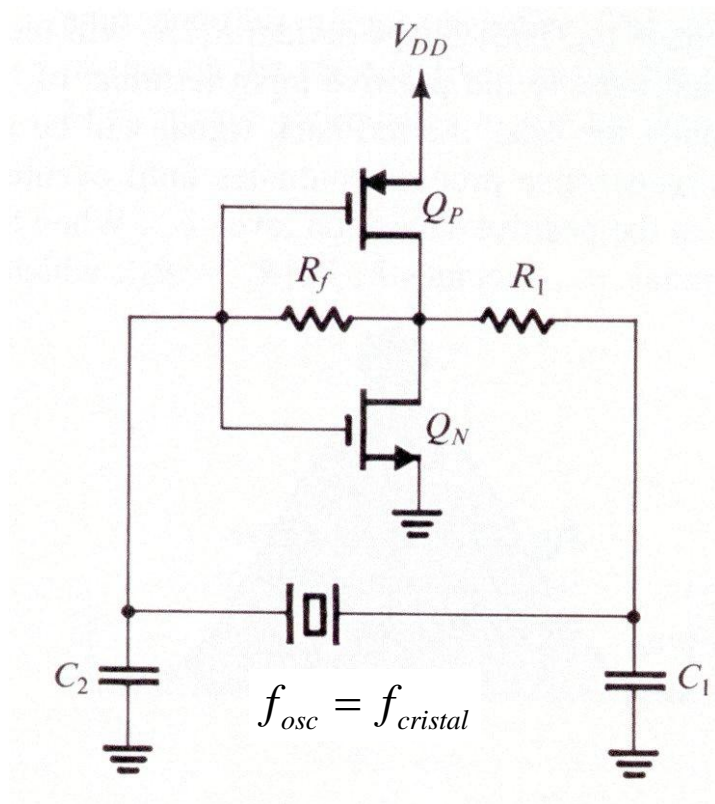 V_DD
Q_P
R_f
R_1
Q_N
C_2
C_1
f_osc = f_cristal